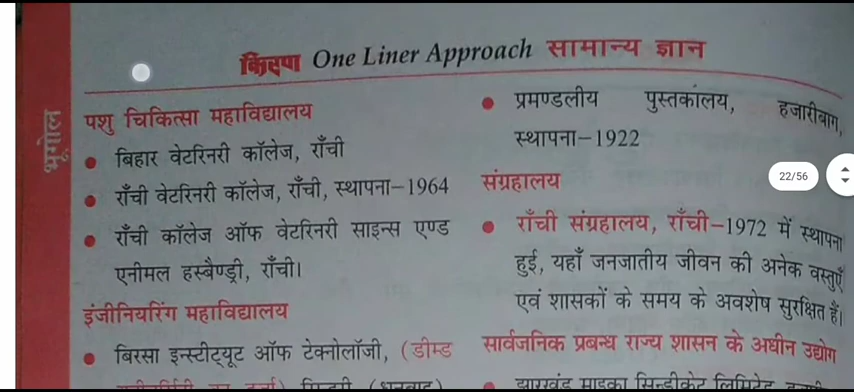 किरण One Liner Approach सामान्य ज्ञान
भूगोल
पशु चिकित्सा महाविद्यालय
● बिहार वेटरिनरी कॉलेज, राँची
● राँची वेटरिनरी कॉलेज, राँची, स्थापना–1964
● राँची कॉलेज ऑफ वेटरिनरी साइन्स एण्ड
एनीमल हस्बैण्ड्री, राँची।
इंजीनियरिंग महाविद्यालय
● बिरसा इन्स्टीट्यूट ऑफ टेक्नोलॉजी, (डीम्ड
● प्रमण्डलीय पुस्तकालय, हजारीबाग,
स्थापना–1922
संग्रहालय
● राँची संग्रहालय, राँची–1972 में स्थापना
हुई, यहाँ जनजातीय जीवन की अनेक वस्तुएँ
एवं शासकों के समय के अवशेष सुरक्षित हैं।
सार्वजनिक प्रबन्ध राज्य शासन के अधीन उद्योग
● झारखंड माइका सिन्डीकेट लिमिटेड
22/56